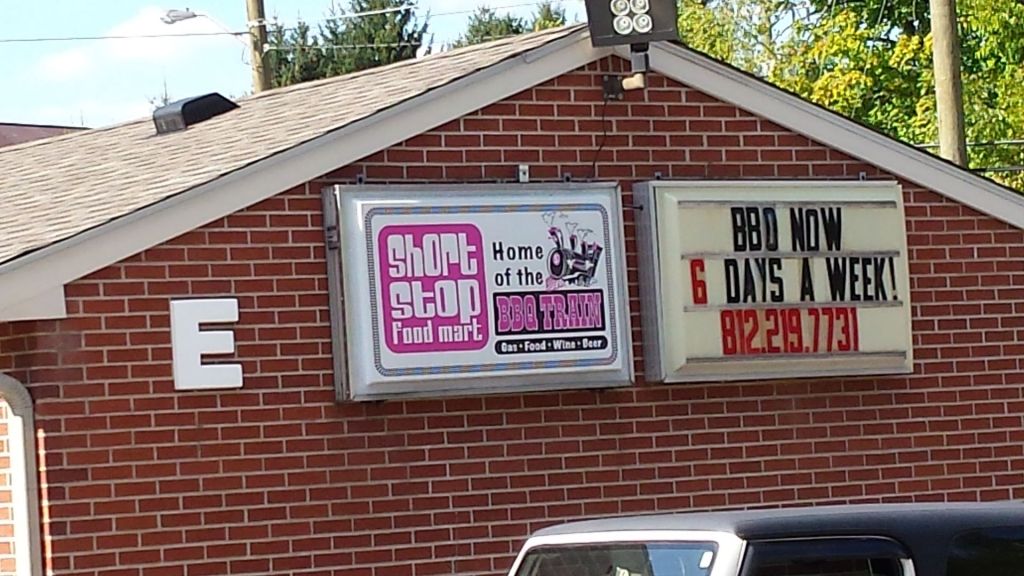 E
Short
Stop
food mart
Home
of the
BBQ TRAIN
Gas • Food • Wine • Beer
BBQ NOW
6 DAYS A WEEK!
812.219.7731